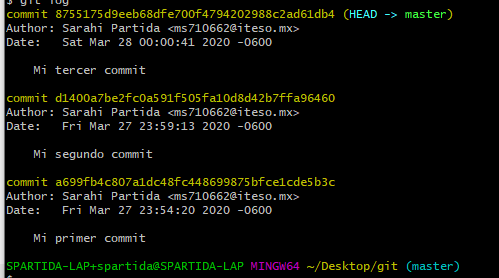 $ git log
commit 8755175d9eeb68dfe700f4794202988c2ad61db4 (HEAD -> master)
Author: Sarahi Partida <ms710662@iteso.mx>
Date:   Sat Mar 28 00:00:41 2020 -0600
Mi tercer commit
commit d1400a7be2fc0a591f505fa10d8d42b7ffa96460
Author: Sarahi Partida <ms710662@iteso.mx>
Date:   Fri Mar 27 23:59:13 2020 -0600
Mi segundo commit
commit a699fb4c807a1dc48fc448699875bfce1cde5b3c
Author: Sarahi Partida <ms710662@iteso.mx>
Date:   Fri Mar 27 23:54:20 2020 -0600
Mi primer commit
SPARTIDA-LAP+spartida@SPARTIDA-LAP MINGW64 ~/Desktop/git (master)